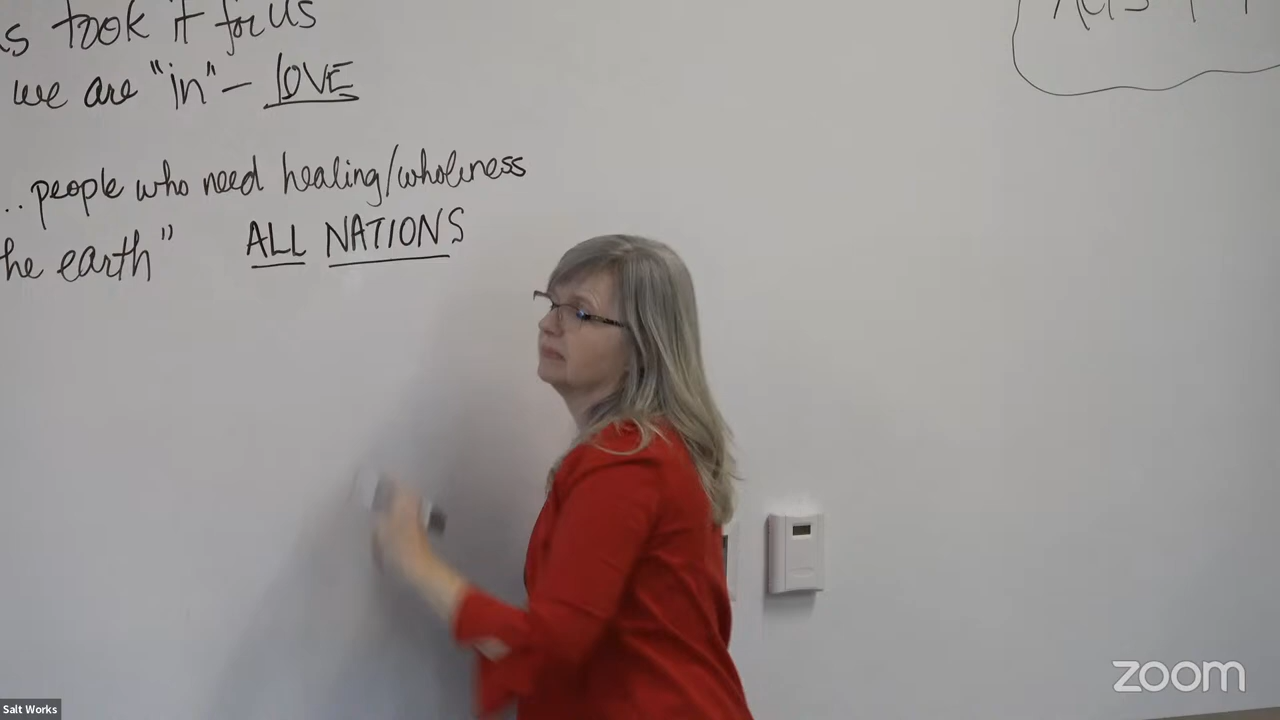 s took it for us
we are "in" – LOVE
.. people who need healing/wholeness
he earth" ALL NATIONS
zoom
Salt Works